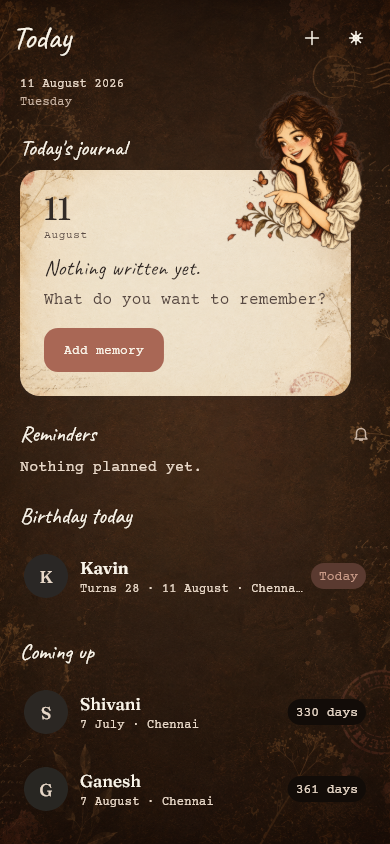 Today
11 August 2026
Tuesday
Today's journal
11
August
Nothing written yet.
What do you want to remember?
Add memory
Reminders
Nothing planned yet.
Birthday today
K
Kavin
Turns 28 · 11 August · Chenna…
Today
Coming up
S
Shivani
7 July · Chennai
330 days
G
Ganesh
7 August · Chennai
361 days